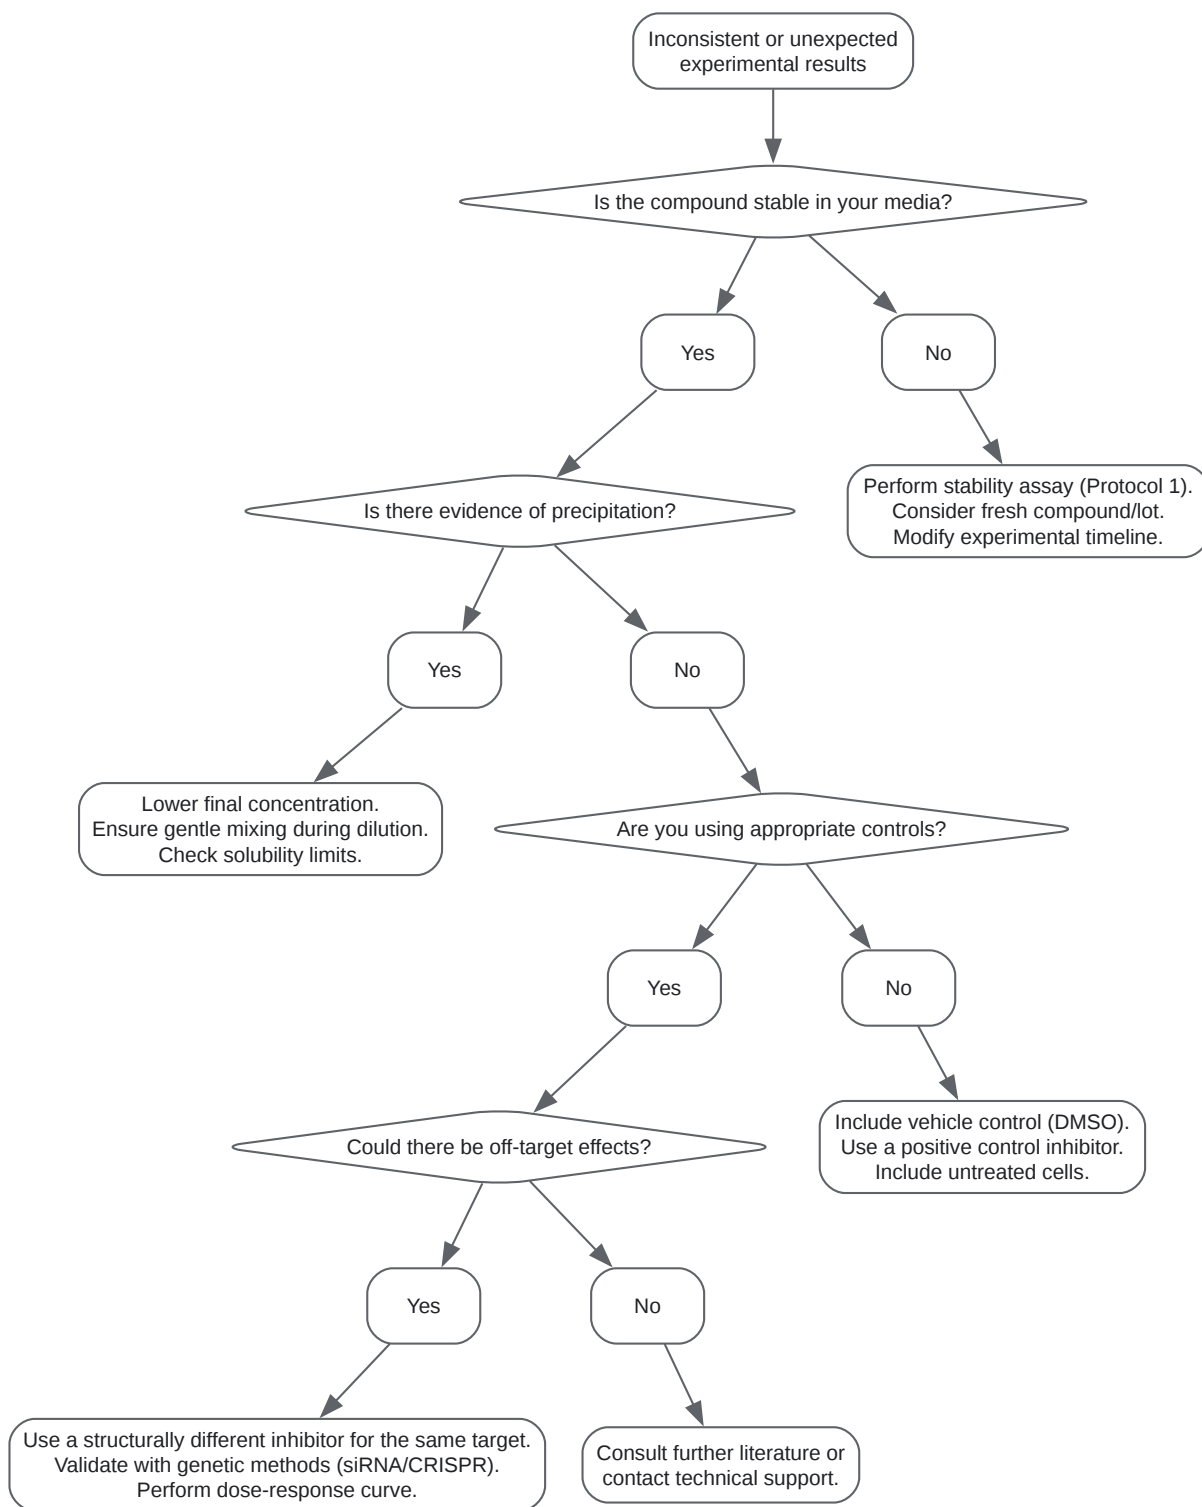 Inconsistent or unexpected
experimental results
Is the compound stable in your media?
Yes
No
Perform stability assay (Protocol 1).
Consider fresh compound/lot.
Modify experimental timeline.
Is there evidence of precipitation?
Yes
No
Lower final concentration.
Ensure gentle mixing during dilution.
Check solubility limits.
Are you using appropriate controls?
Yes
No
Include vehicle control (DMSO).
Use a positive control inhibitor.
Include untreated cells.
Could there be off-target effects?
Yes
No
Use a structurally different inhibitor for the same target.
Validate with genetic methods (siRNA/CRISPR).
Perform dose-response curve.
Consult further literature or
contact technical support.